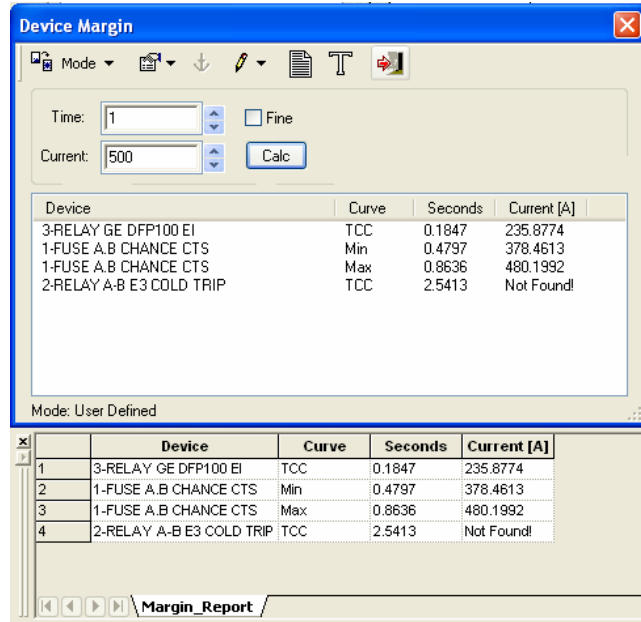 Device Margin
Mode
T
Time: 1 Fine
Current: 500 Calc
Device Curve Seconds Current [A]
3-RELAY GE DFP100 EI TCC 0.1847 235.8774
1-FUSE A.B CHANCE CTS Min 0.4797 378.4613
1-FUSE A.B CHANCE CTS Max 0.8636 480.1992
2-RELAY A-B E3 COLD TRIP TCC 2.5413 Not Found!
Mode: User Defined
Device Curve Seconds Current [A]
1 3-RELAY GE DFP100 EI TCC 0.1847 235.8774
2 1-FUSE A.B CHANCE CTS Min 0.4797 378.4613
3 1-FUSE A.B CHANCE CTS Max 0.8636 480.1992
4 2-RELAY A-B E3 COLD TRIP TCC 2.5413 Not Found!
Margin_Report